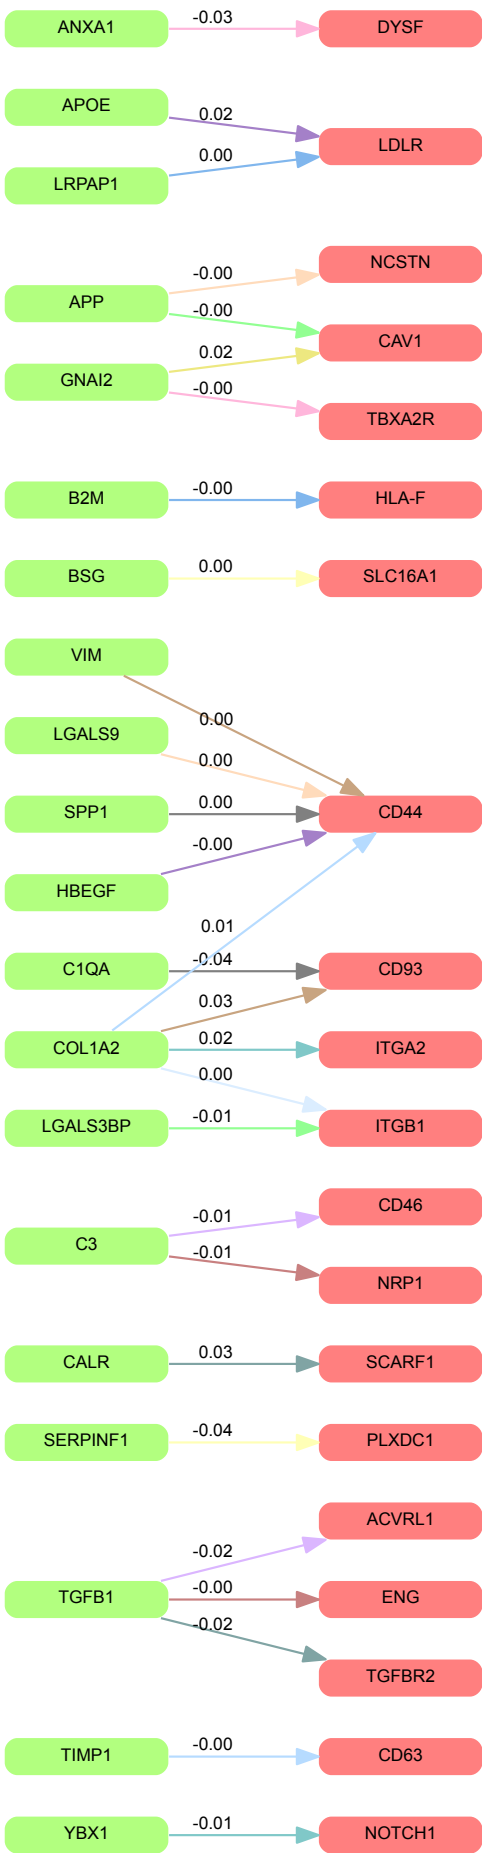 ANXA1 -0.03 DYSF
APOE
0.02
LDLR
0.00
LRPAP1
NCSTN
-0.00
APP
-0.00
CAV1
0.02
GNAI2
-0.00
TBXA2R
B2M -0.00 HLA-F
BSG 0.00 SLC16A1
VIM
0.00
LGALS9
0.00
SPP1 0.00 CD44
-0.00
HBEGF
0.01
C1QA -0.04 CD93
0.03
COL1A2 0.02 ITGA2
0.00
LGALS3BP -0.01 ITGB1
CD46
-0.01
C3
-0.01
NRP1
CALR 0.03 SCARF1
SERPINF1 -0.04 PLXDC1
ACVRL1
-0.02
TGFB1 -0.00 ENG
-0.02
TGFBR2
TIMP1 -0.00 CD63
YBX1 -0.01 NOTCH1